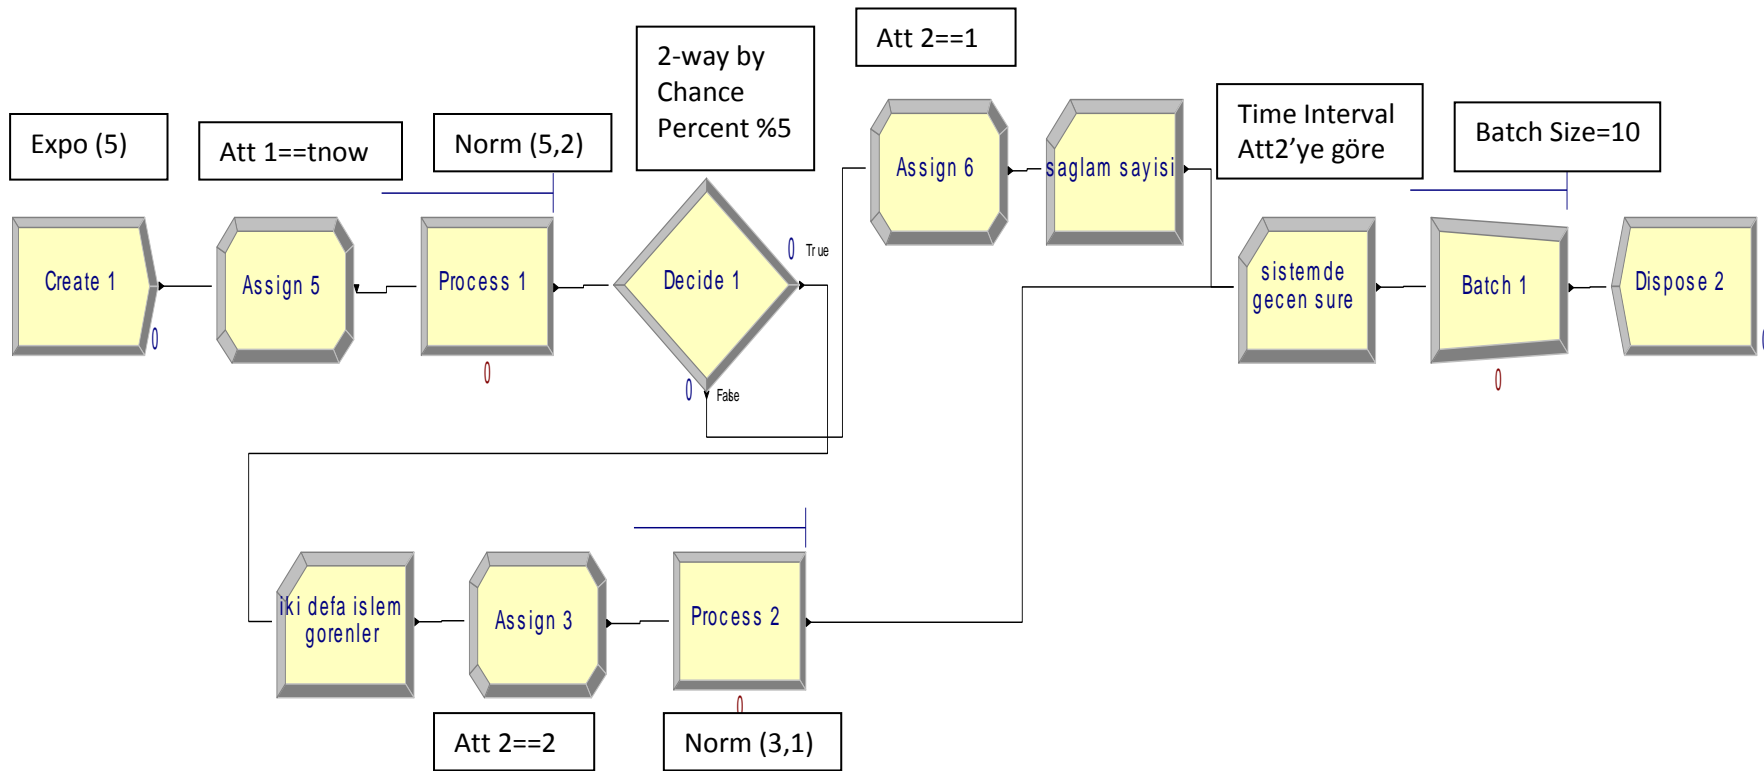 Expo (5)
Att 1==tnow
Norm (5,2)
2-way by
Chance
Percent %5
Att 2==1
Time Interval
Att2'ye göre
Batch Size=10
Create 1
0
Assign 5
Process 1
0
Decide 1
0
True
0
False
Assign 6
saglam sayisi
sistemde
gecen sure
Batch 1
0
Dispose 2
iki defa islem
gorenler
Assign 3
Process 2
0
Att 2==2
Norm (3,1)